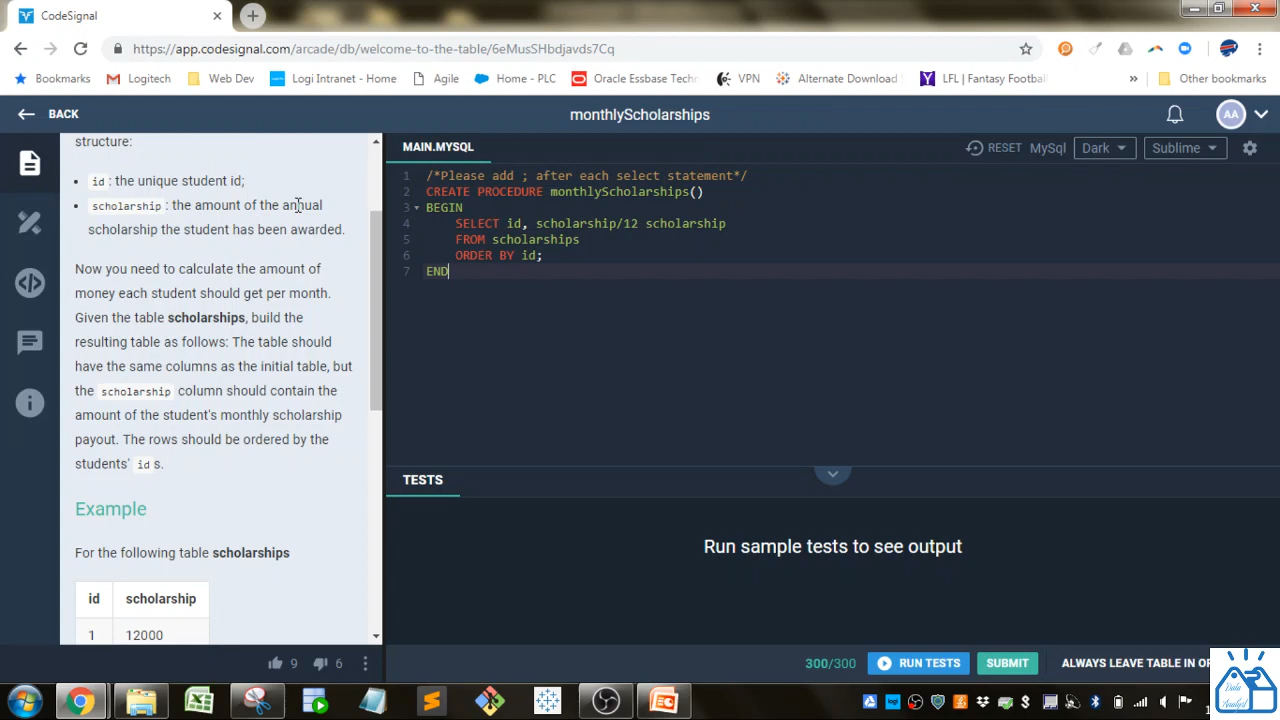 CodeSignal
https://app.codesignal.com/arcade/db/welcome-to-the-table/6eMusSHbdjavds7Cq
Bookmarks Logitech Web Dev Logi Intranet - Home Agile Home - PLC Oracle Essbase Techn VPN Alternate Download LFL | Fantasy Football » Other bookmarks
BACK monthlyScholarships AA
structure:
MAIN.MYSQL RESET MySql Dark Sublime
• id : the unique student id;
• scholarship : the amount of the annual
scholarship the student has been awarded.
Now you need to calculate the amount of
money each student should get per month.
Given the table scholarships, build the
resulting table as follows: The table should
have the same columns as the initial table, but
the scholarship column should contain the
amount of the student's monthly scholarship
payout. The rows should be ordered by the
students' id s.
Example
For the following table scholarships
id scholarship
1 12000
9 6
1 /*Please add ; after each select statement*/
2 CREATE PROCEDURE monthlyScholarships()
3 BEGIN
4 SELECT id, scholarship/12 scholarship
5 FROM scholarships
6 ORDER BY id;
7 END
TESTS
Run sample tests to see output
300/300 RUN TESTS SUBMIT ALWAYS LEAVE TABLE IN OR
Data
Analyst